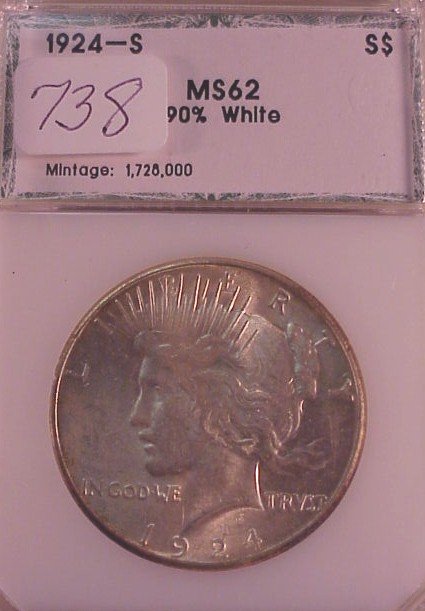 1924-S S$
738 MS62
90% White
Mintage: 1,728,000
LIBERTY
IN GOD WE TRVST
1924